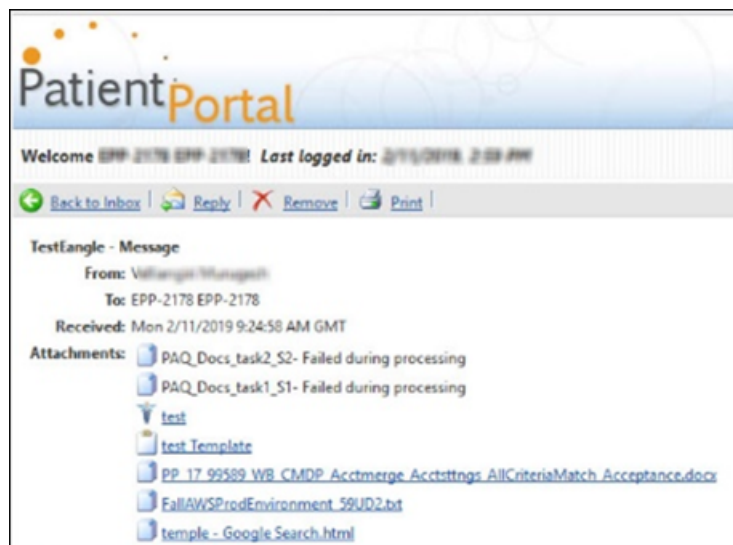 PatientPortal
Welcome Last logged in:
Back to Inbox | Reply | Remove | Print |
TestEangle - Message
From:
To: EPP-2178 EPP-2178
Received: Mon 2/11/2019 9:24:58 AM GMT
Attachments: PAQ_Docs_task2_S2- Failed during processing
PAQ_Docs_task1_S1- Failed during processing
test
test Template
PP_17_99589_WB_CMDP_Acctmerge_Acctsttngs_AllCriteriaMatch_Acceptance.docx
FallAWSProdEnvironment_59UD2.txt
temple - Google Search.html